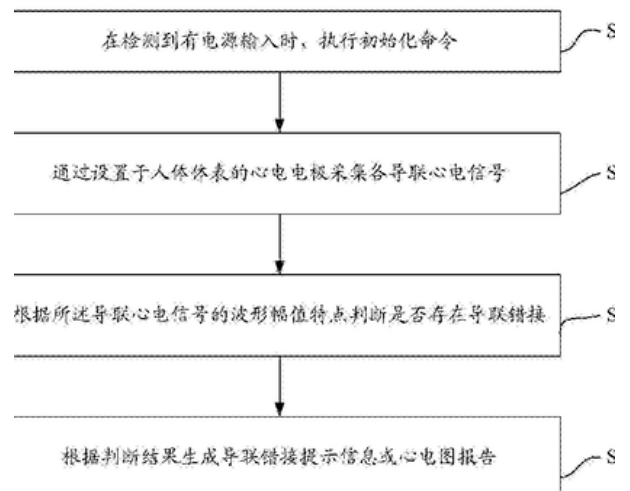 在检测到有电源输入时，执行初始化命令
S
通过设置于人体体表的心电电极采集各导联心电信号
S
根据所述导联心电信号的波形幅值特点判断是否存在导联错接
S
根据判断结果生成导联错接提示信息或心电图报告
S